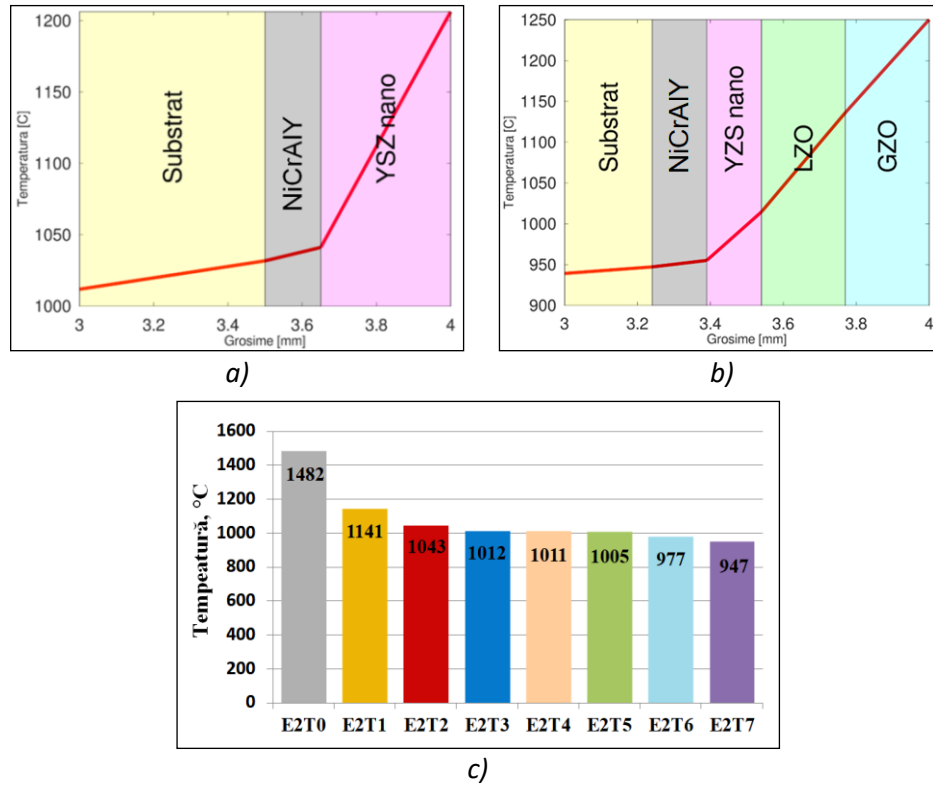 1200
1150
1100
1050
1000
Temperatura [C]
Substrat
NiCrAlY
YSZ nano
3 3.2 3.4 3.6 3.8 4
Grosime [mm]
a)
1250
1200
1150
1100
1050
1000
950
900
Temperatura [C]
Substrat
NiCrAlY
YZS nano
LZO
GZO
3 3.2 3.4 3.6 3.8 4
Grosime [mm]
b)
1600
1400
1200
1000
800
600
400
200
0
Tempeatură, °C
1482
1141
1043
1012
1011
1005
977
947
E2T0 E2T1 E2T2 E2T3 E2T4 E2T5 E2T6 E2T7
c)